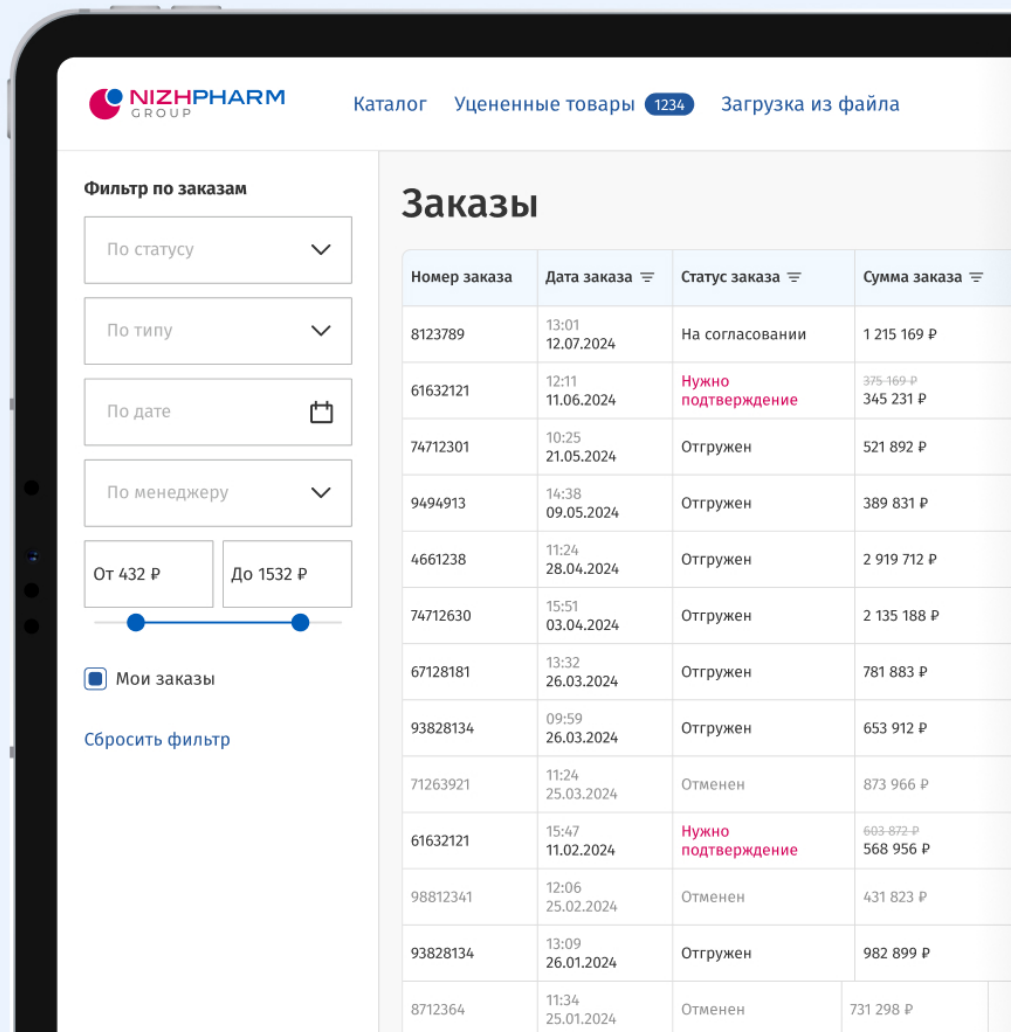 NIZHPHARM
GROUP
Каталог Уцененные товары 1234 Загрузка из файла
Фильтр по заказам
По статусу
По типу
По дате
По менеджеру
От 432 ₽ До 1532 ₽
Мои заказы
Сбросить фильтр
Заказы
Номер заказа Дата заказа Статус заказа Сумма заказа
8123789 13:01 12.07.2024 На согласовании 1 215 169 ₽
61632121 12:11 11.06.2024 Нужно подтверждение 375 169 ₽ 345 231 ₽
74712301 10:25 21.05.2024 Отгружен 521 892 ₽
9494913 14:38 09.05.2024 Отгружен 389 831 ₽
4661238 11:24 28.04.2024 Отгружен 2 919 712 ₽
74712630 15:51 03.04.2024 Отгружен 2 135 188 ₽
67128181 13:32 26.03.2024 Отгружен 781 883 ₽
93828134 09:59 26.03.2024 Отгружен 653 912 ₽
71263921 11:24 25.03.2024 Отменен 873 966 ₽
61632121 15:47 11.02.2024 Нужно подтверждение 603 872 ₽ 568 956 ₽
98812341 12:06 25.02.2024 Отменен 431 823 ₽
93828134 13:09 26.01.2024 Отгружен 982 899 ₽
8712364 11:34 25.01.2024 Отменен 731 298 ₽